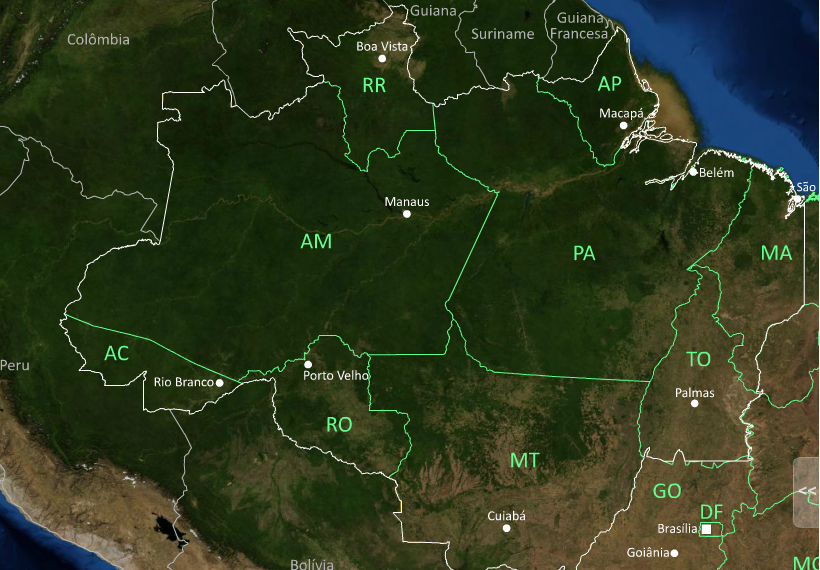 Guiana
Guiana
Francesa
Suriname
Colômbia
Boa Vista
RR
AP
Macapá
Belém
São
Manaus
AM
PA
MA
AC
Peru
Porto Velho
Rio Branco
TO
Palmas
RO
MT
GO
<<
DF
Cuiabá
Brasília
Goiânia
Bolívia